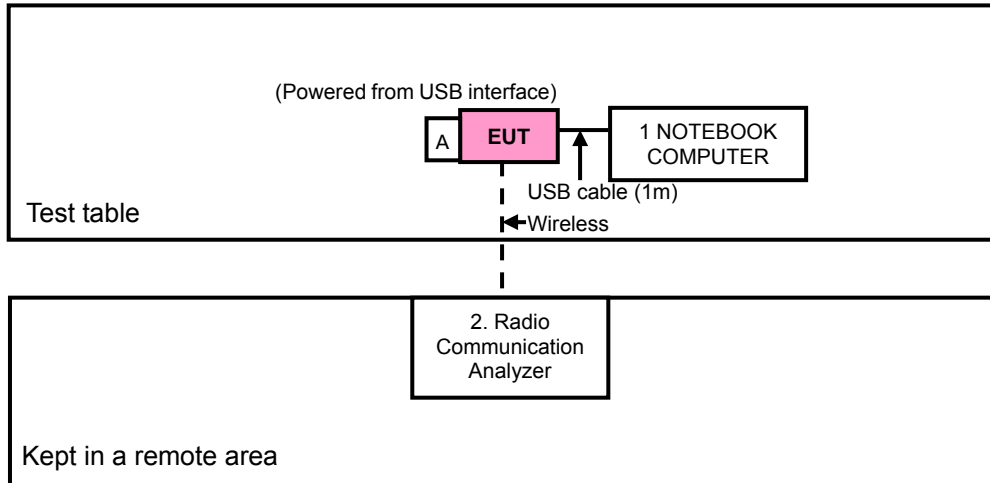 (Powered from USB interface)
A
EUT
1 NOTEBOOK
COMPUTER
USB cable (1m)
Wireless
Test table
2. Radio
Communication
Analyzer
Kept in a remote area